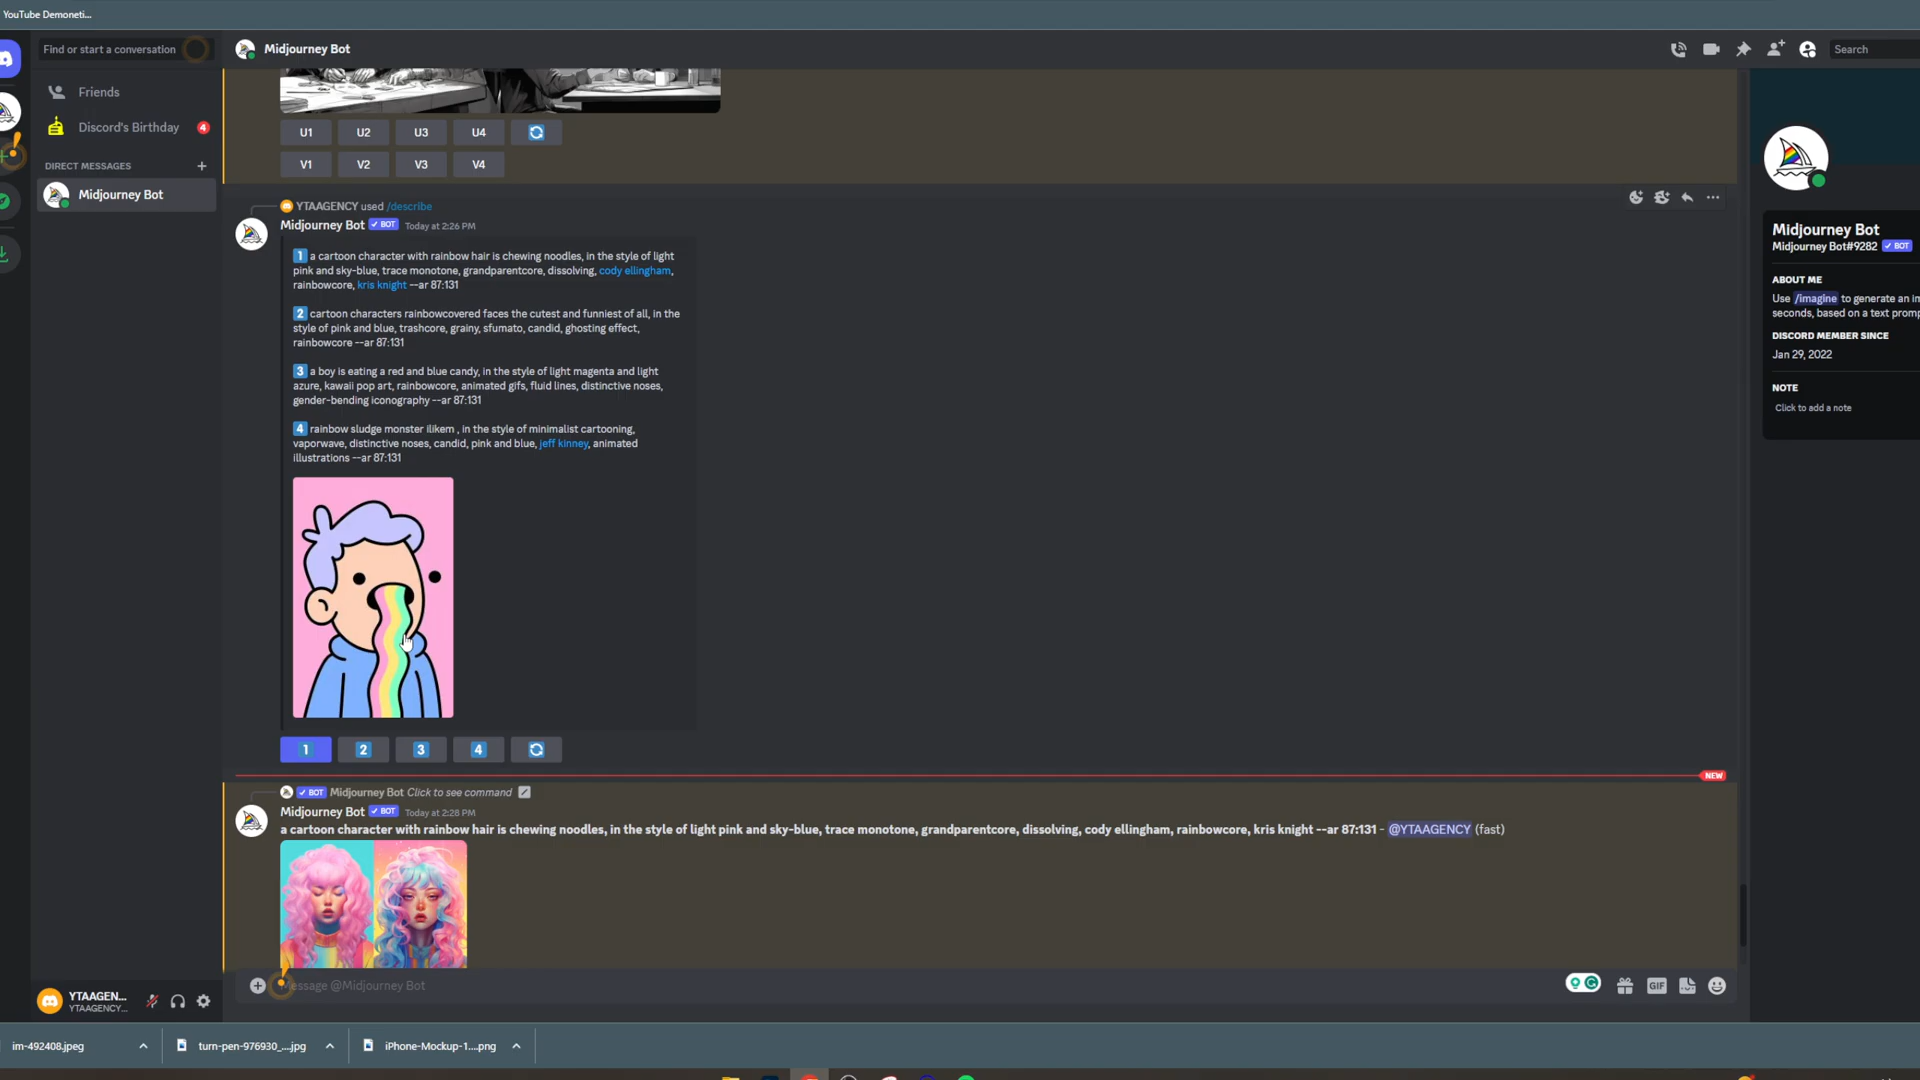 YouTube Demoneti...
Find or start a conversation
Midjourney Bot
Search
Friends
Discord's Birthday
4
DIRECT MESSAGES
Midjourney Bot
U1 U2 U3 U4
V1 V2 V3 V4
YTAAGENCY used /describe
Midjourney Bot ✓ BOT Today at 2:26 PM
1 a cartoon character with rainbow hair is chewing noodles, in the style of light
pink and sky-blue, trace monotone, grandparentcore, dissolving, cody ellingham,
rainbowcore, kris knight --ar 87:131
2 cartoon characters rainbowcovered faces the cutest and funniest of all, in the
style of pink and blue, trashcore, grainy, sfumato, candid, ghosting effect,
rainbowcore --ar 87:131
3 a boy is eating a red and blue candy, in the style of light magenta and light
azure, kawaii pop art, rainbowcore, animated gifs, fluid lines, distinctive noses,
gender-bending iconography --ar 87:131
4 rainbow sludge monster ilikem , in the style of minimalist cartooning,
vaporwave, distinctive noses, candid, pink and blue, jeff kinney, animated
illustrations --ar 87:131
1 2 3 4
NEW
✓ BOT Midjourney Bot Click to see command
Midjourney Bot ✓ BOT Today at 2:28 PM
a cartoon character with rainbow hair is chewing noodles, in the style of light pink and sky-blue, trace monotone, grandparentcore, dissolving, cody ellingham, rainbowcore, kris knight --ar 87:131 - @YTAAGENCY (fast)
Message @Midjourney Bot
GIF
Midjourney Bot
Midjourney Bot#9282 ✓ BOT
ABOUT ME
Use /imagine to generate an im
seconds, based on a text promp
DISCORD MEMBER SINCE
Jan 29, 2022
NOTE
Click to add a note
YTAAGEN...
YTAAGENCY...
im-492408.jpeg
turn-pen-976930_....jpg
iPhone-Mockup-1....png